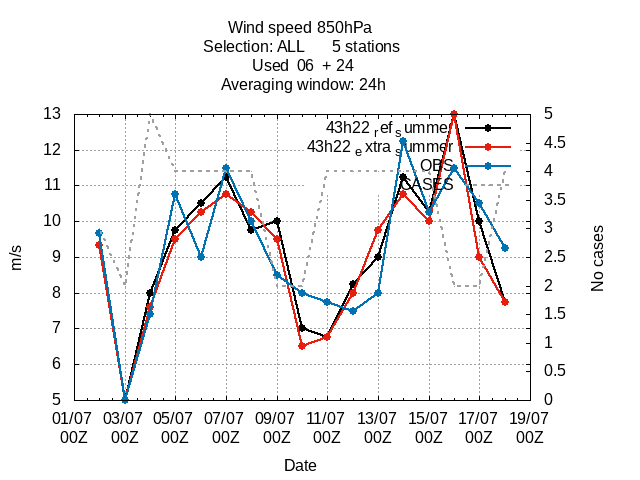 Wind speed 850hPa
Selection: ALL 5 stations
Used 06 + 24
Averaging window: 24h
13
12
11
10
9
8
7
6
5
m/s
5
4.5
4
3.5
3
2.5
2
1.5
1
0.5
0
No cases
43h22 ref summer
43h22 extra summer
OBS
CASES
01/07 03/07 05/07 07/07 09/07 11/07 13/07 15/07 17/07 19/07
00Z 00Z 00Z 00Z 00Z 00Z 00Z 00Z 00Z 00Z
Date